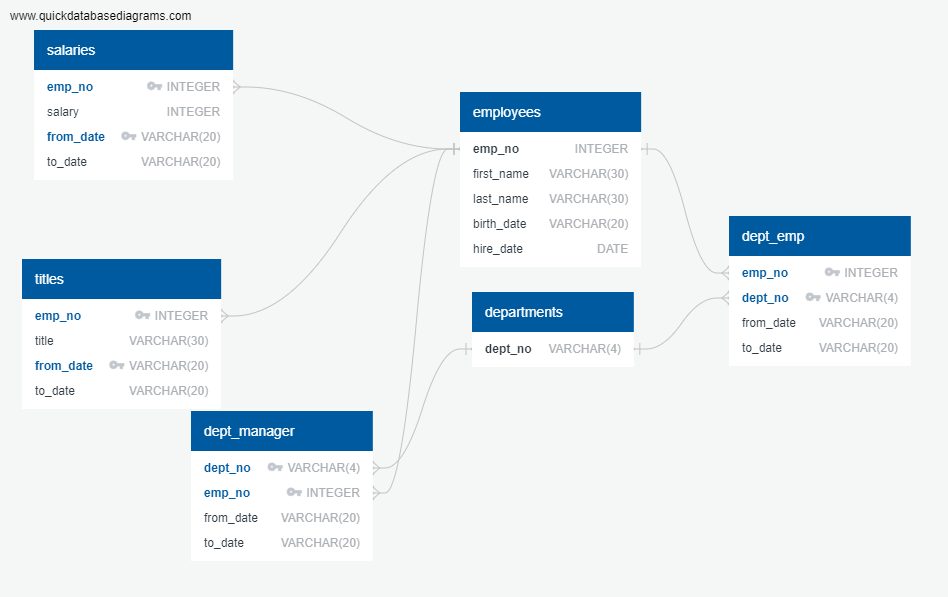 www.quickdatabasediagrams.com
salaries
emp_no INTEGER
salary INTEGER
from_date VARCHAR(20)
to_date VARCHAR(20)
employees
emp_no INTEGER
first_name VARCHAR(30)
last_name VARCHAR(30)
birth_date VARCHAR(20)
hire_date DATE
dept_emp
emp_no INTEGER
dept_no VARCHAR(4)
from_date VARCHAR(20)
to_date VARCHAR(20)
titles
emp_no INTEGER
title VARCHAR(30)
from_date VARCHAR(20)
to_date VARCHAR(20)
departments
dept_no VARCHAR(4)
dept_manager
dept_no VARCHAR(4)
emp_no INTEGER
from_date VARCHAR(20)
to_date VARCHAR(20)